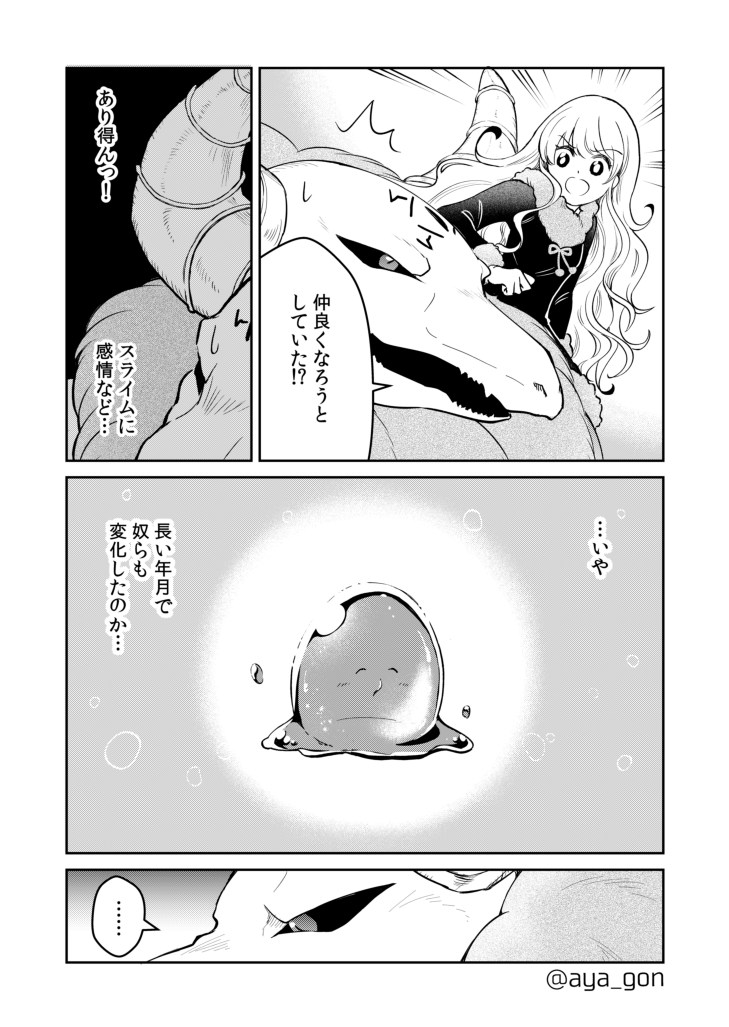 仲良くなろうと
していた!?
あり得んっ!
スライムに
感情など…
…いや
長い年月で
奴らも
変化したのか…
……
@aya_gon